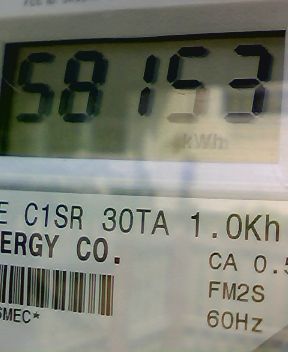 58153
kWh
E C1SR 30TA 1.0Kh
ERGY CO.
CA 0.5
FM2S
60Hz
SMEC*